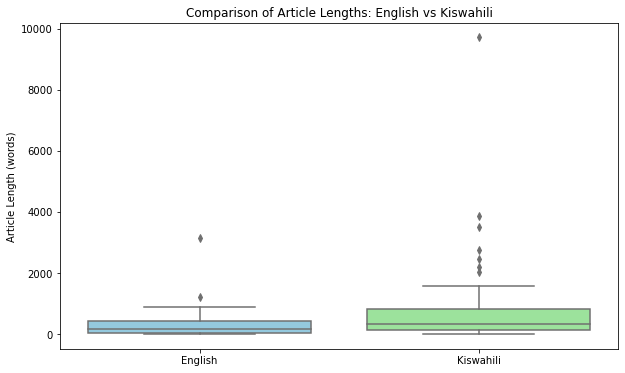 Comparison of Article Lengths: English vs Kiswahili
10000
8000
6000
4000
2000
0
Article Length (words)
English
Kiswahili